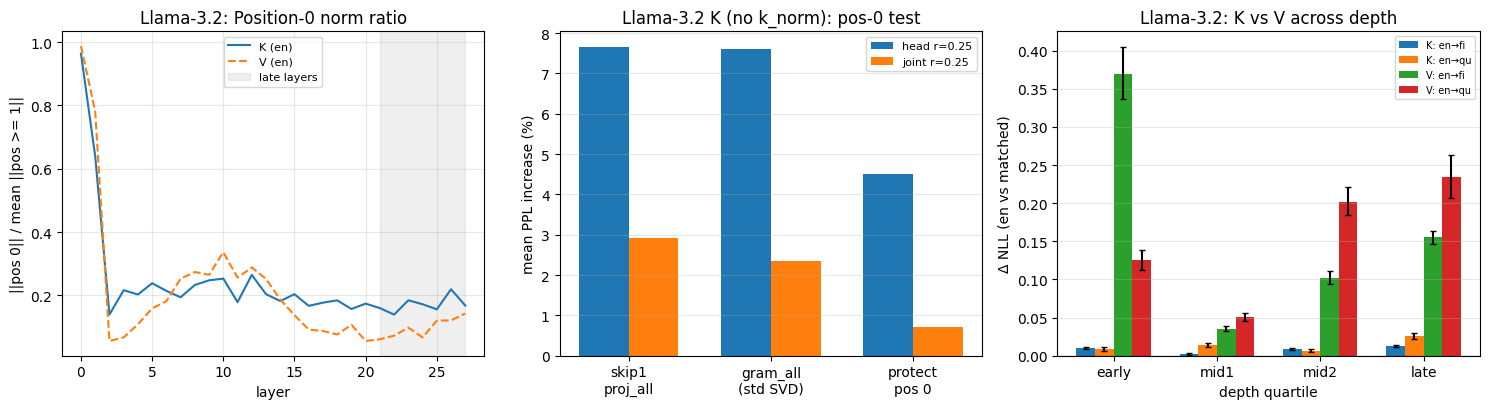 Llama-3.2: Position-0 norm ratio
||pos 0|| / mean ||pos >= 1||
1.0
0.8
0.6
0.4
0.2
K (en)
V (en)
late layers
0 5 10 15 20 25
layer
Llama-3.2 K (no k_norm): pos-0 test
mean PPL increase (%)
8
7
6
5
4
3
2
1
0
head r=0.25
joint r=0.25
skip1
proj_all
gram_all
(std SVD)
protect
pos 0
Llama-3.2: K vs V across depth
Δ NLL (en vs matched)
0.40
0.35
0.30
0.25
0.20
0.15
0.10
0.05
0.00
K: en→fi
K: en→qu
V: en→fi
V: en→qu
early mid1 mid2 late
depth quartile